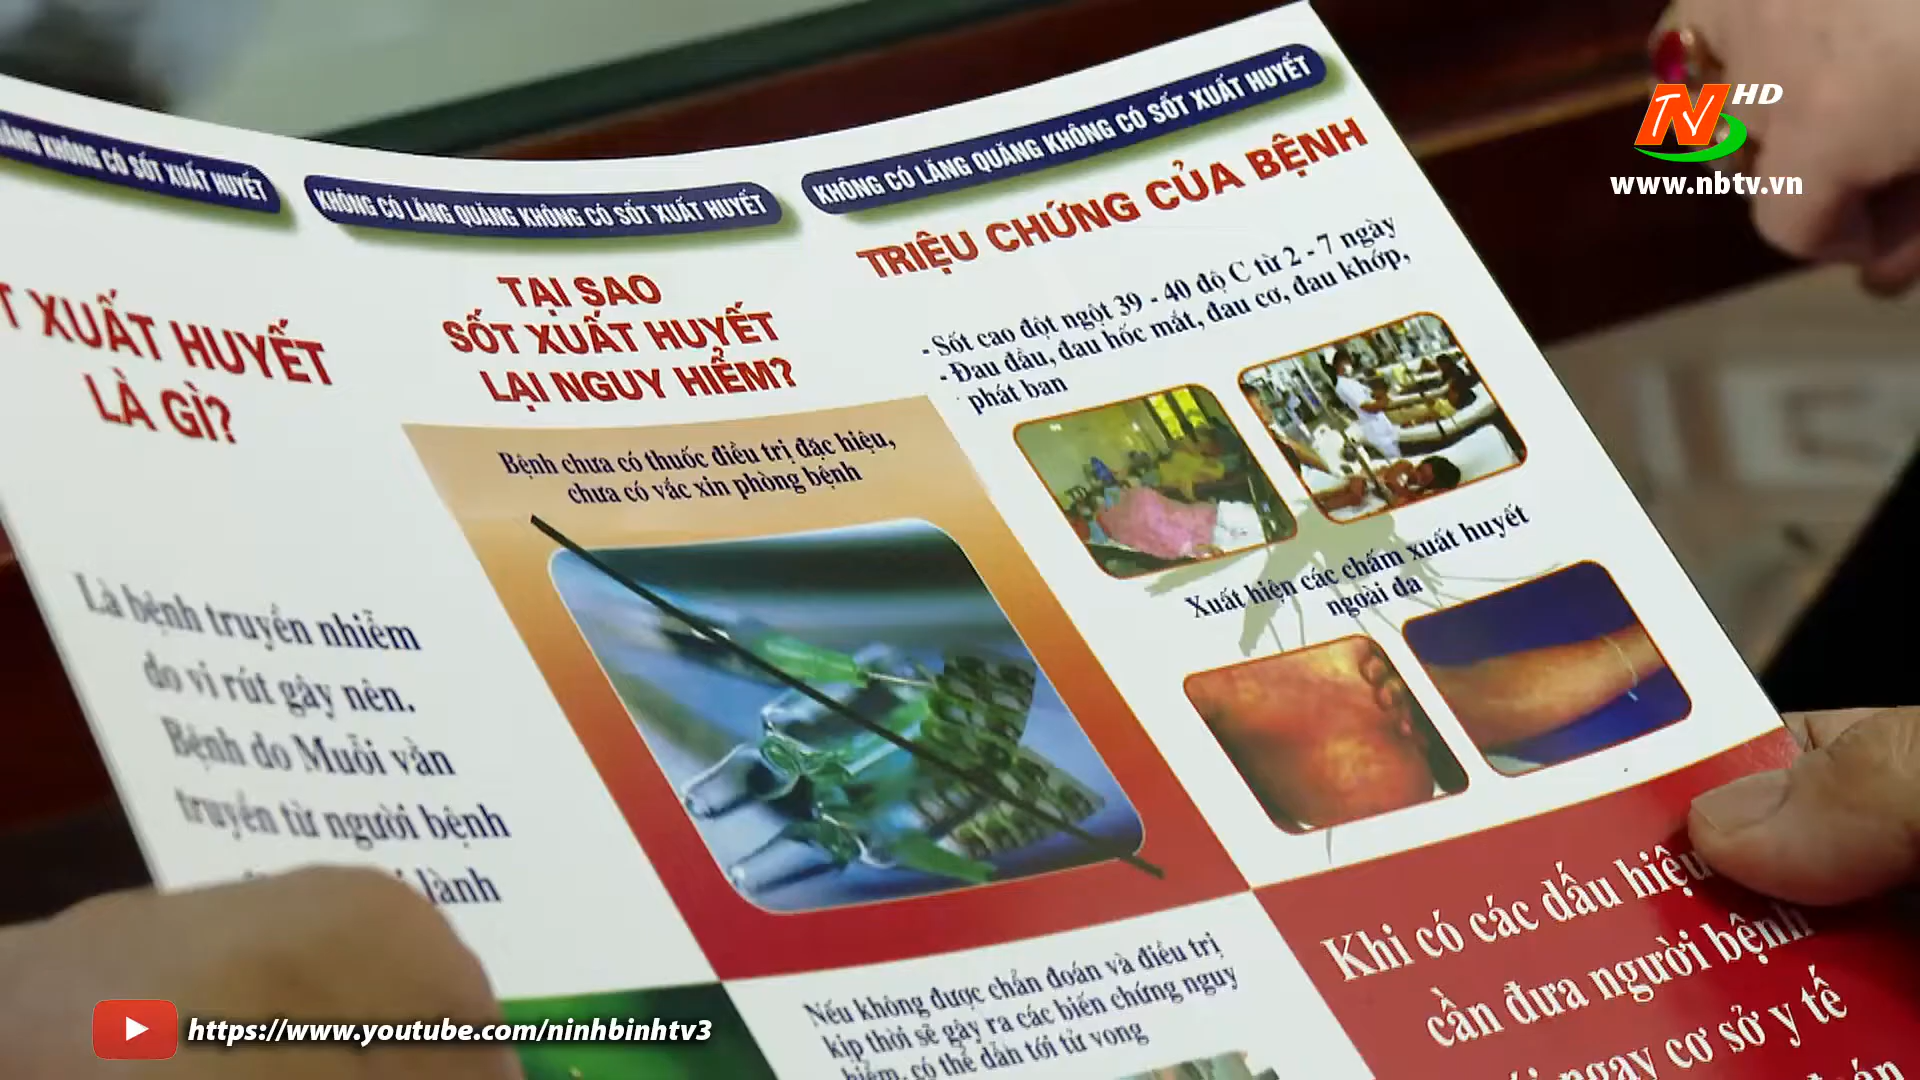 KHÔNG CÓ SỐT XUẤT HUYẾT
XUẤT HUYẾT
LÀ GÌ?
Là bệnh truyền nhiễm
do vi rút gây nên.
Bệnh do Muỗi vằn
truyền từ người bệnh
lành
KHÔNG CÓ LĂNG QUĂNG KHÔNG CÓ SỐT XUẤT HUYẾT
TẠI SAO
SỐT XUẤT HUYẾT
LẠI NGUY HIỂM?
Bệnh chưa có thuốc điều trị đặc hiệu,
chưa có vắc xin phòng bệnh
Nếu không được chẩn đoán và điều trị
kịp thời sẽ gây ra các biến chứng nguy
hiểm, có thể dẫn tới tử vong
KHÔNG CÓ LĂNG QUĂNG KHÔNG CÓ SỐT XUẤT HUYẾT
TRIỆU CHỨNG CỦA BỆNH
- Sốt cao đột ngột 39 - 40 độ C từ 2 - 7 ngày
- Đau đầu, đau hốc mắt, đau cơ, đau khớp,
phát ban
Xuất hiện các chấm xuất huyết
ngoài da
Khi có các dấu hiệu
cần đưa người bệnh
ngay cơ sở y tế
NTV HD
www.nbtv.vn
https://www.youtube.com/ninhbinhtv3